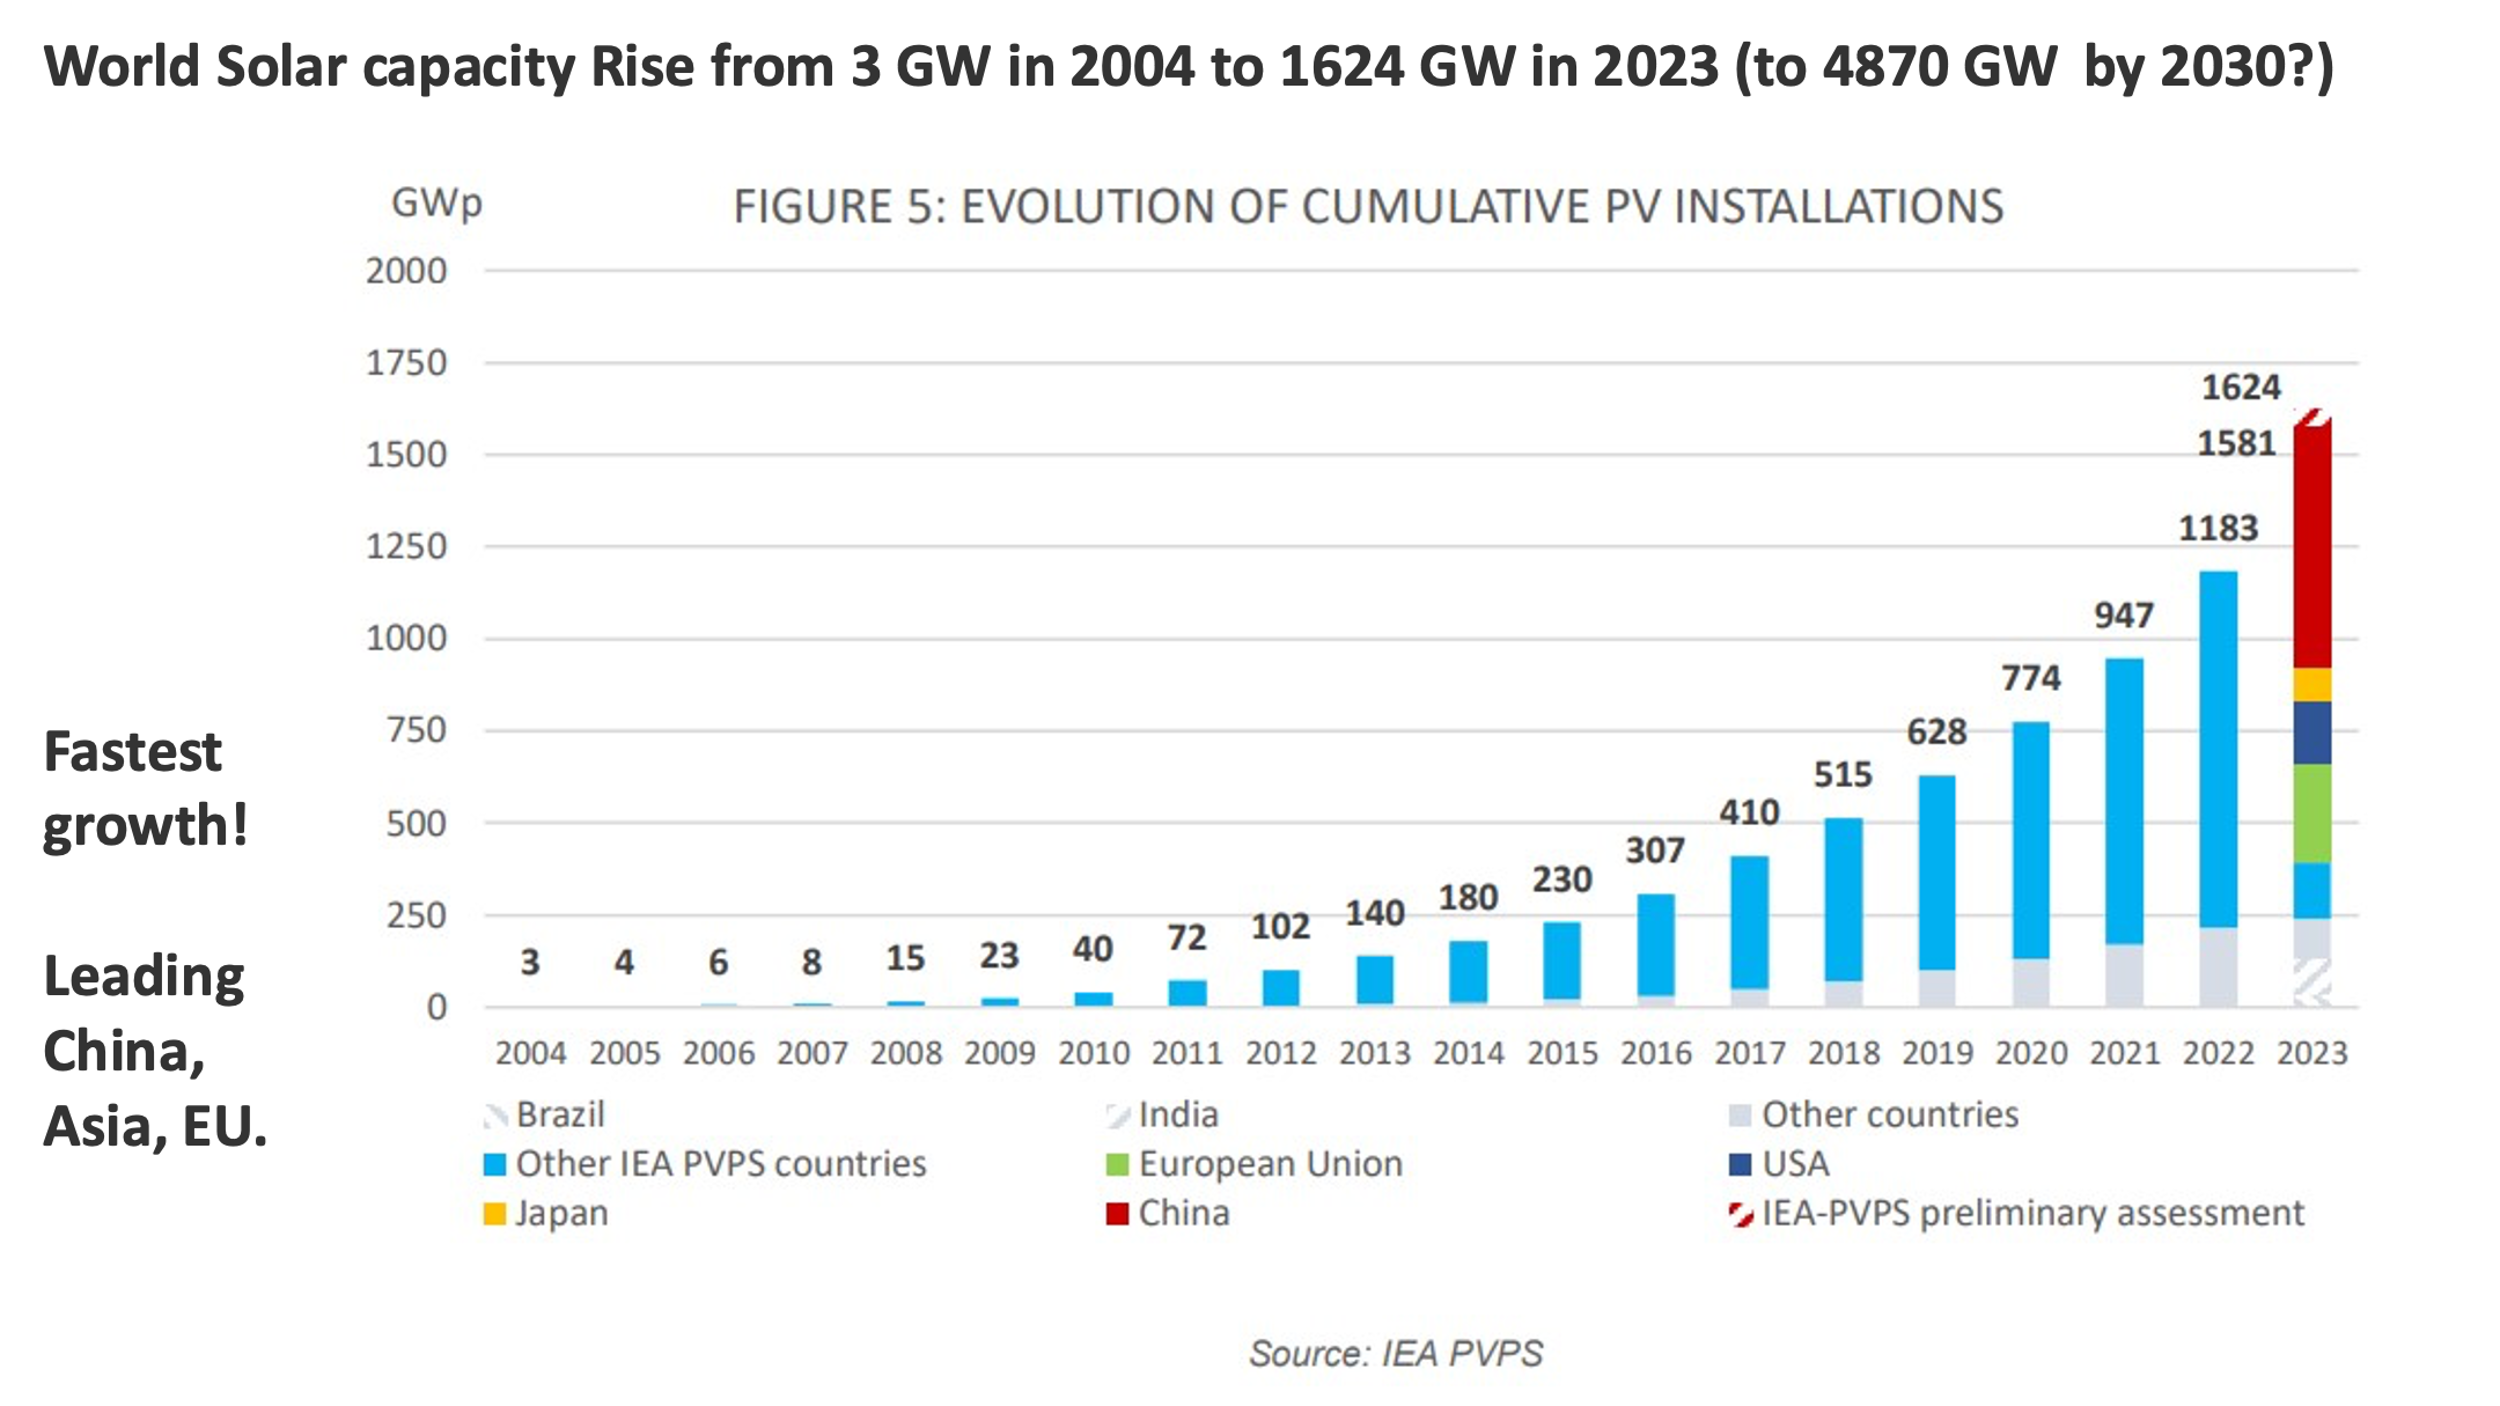 World Solar capacity Rise from 3 GW in 2004 to 1624 GW in 2023 (to 4870 GW by 2030?)
GWp
FIGURE 5: EVOLUTION OF CUMULATIVE PV INSTALLATIONS
2000
1750
1500
1250
1000
750
500
250
0
Fastest
growth!
Leading
China,
Asia, EU.
3
4
6
8
15
23
40
72
102
140
180
230
307
410
515
628
774
947
1183
1581
1624
2004 2005 2006 2007 2008 2009 2010 2011 2012 2013 2014 2015 2016 2017 2018 2019 2020 2021 2022 2023
Brazil
India
Other countries
Other IEA PVPS countries
European Union
USA
Japan
China
IEA-PVPS preliminary assessment
Source: IEA PVPS